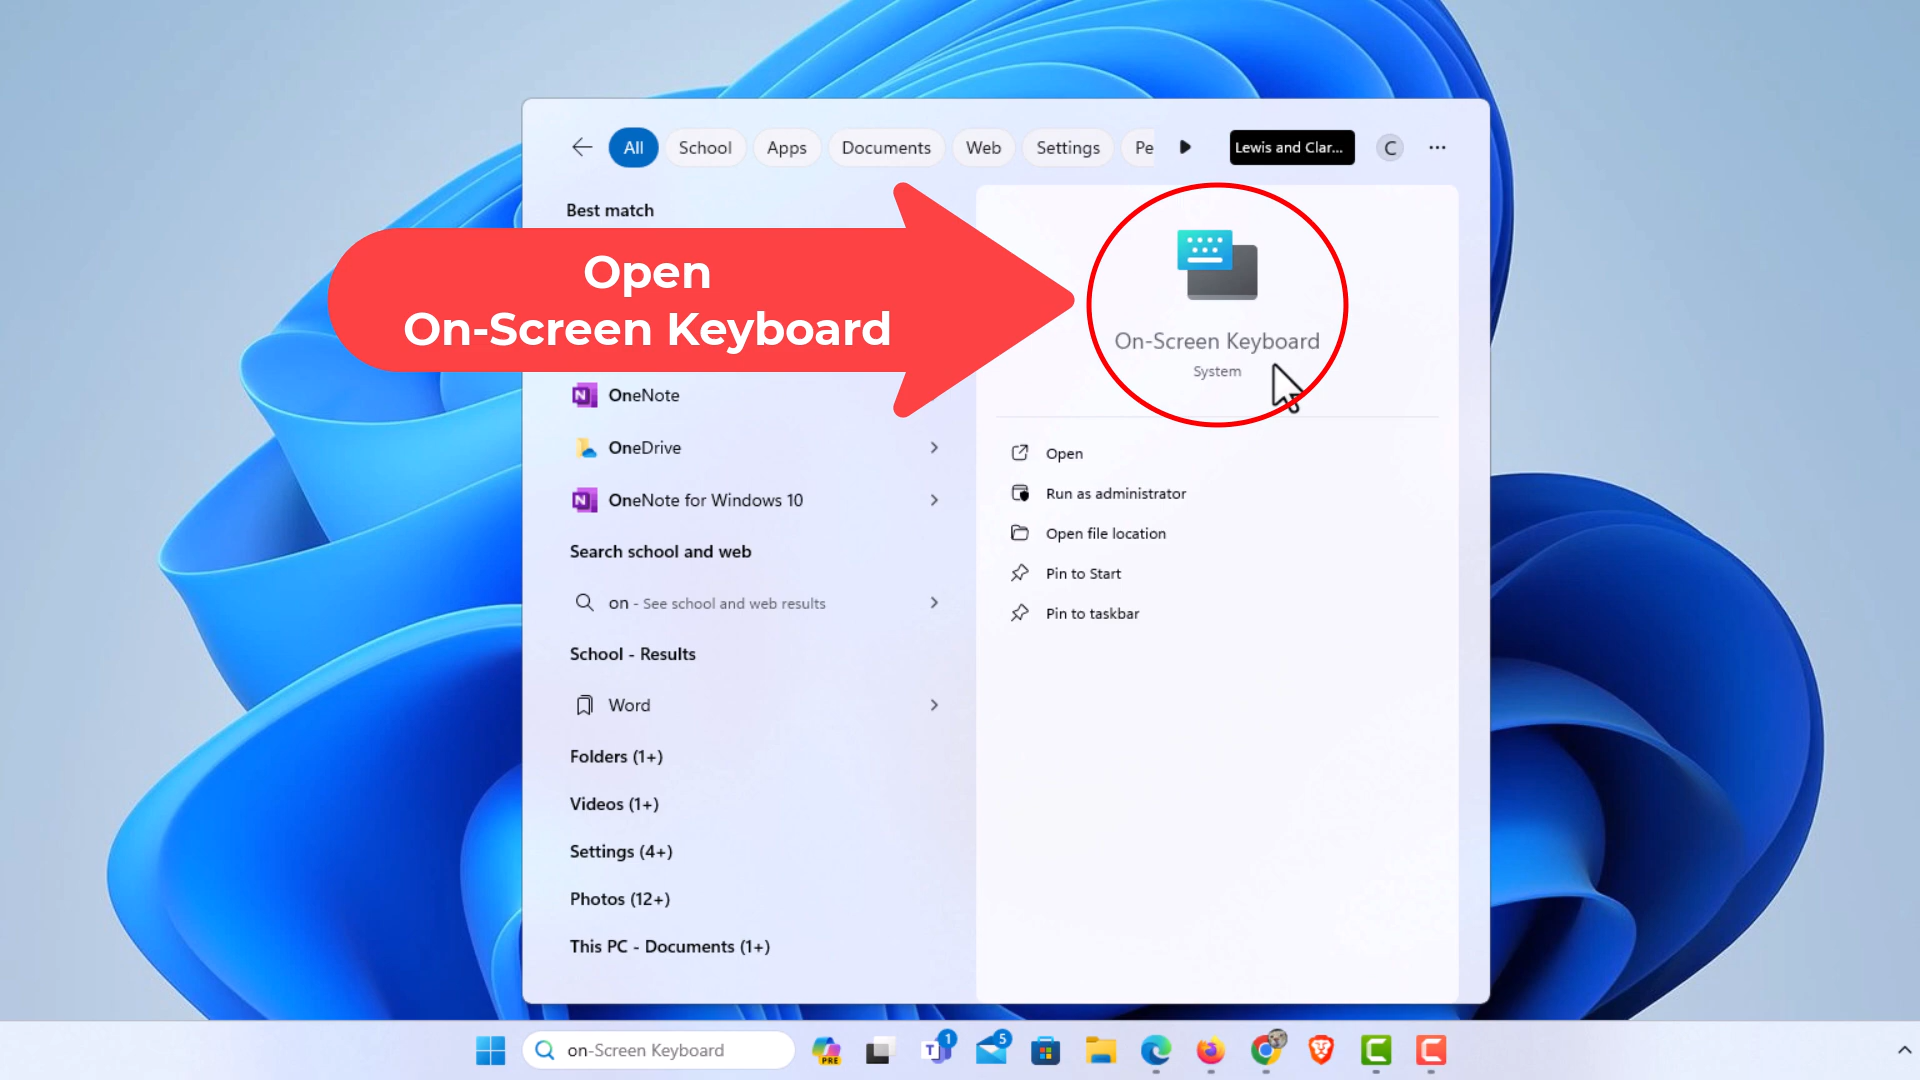 All
School
Apps
Documents
Web
Settings
Pe
Lewis and Clar...
C
Best match
Open
On-Screen Keyboard
OneNote
OneDrive
OneNote for Windows 10
Search school and web
on - See school and web results
School - Results
Word
Folders (1+)
Videos (1+)
Settings (4+)
Photos (12+)
This PC - Documents (1+)
On-Screen Keyboard
System
Open
Run as administrator
Open file location
Pin to Start
Pin to taskbar
on-Screen Keyboard
PRE
T
1
5